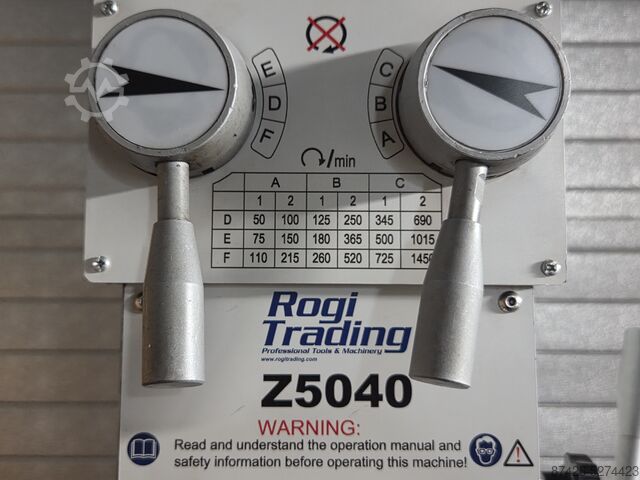 E
D
F
C
B
A
/min
A B C
1 2 1 2 1 2
D 50 100 125 250 345 690
E 75 150 180 365 500 1015
F 110 215 260 520 725 1450
Rogi
Trading
Professional Tools & Machinery
www.rogitrading.com
Z5040
WARNING:
Read and understand the operation manual and
safety information before operating this machine!